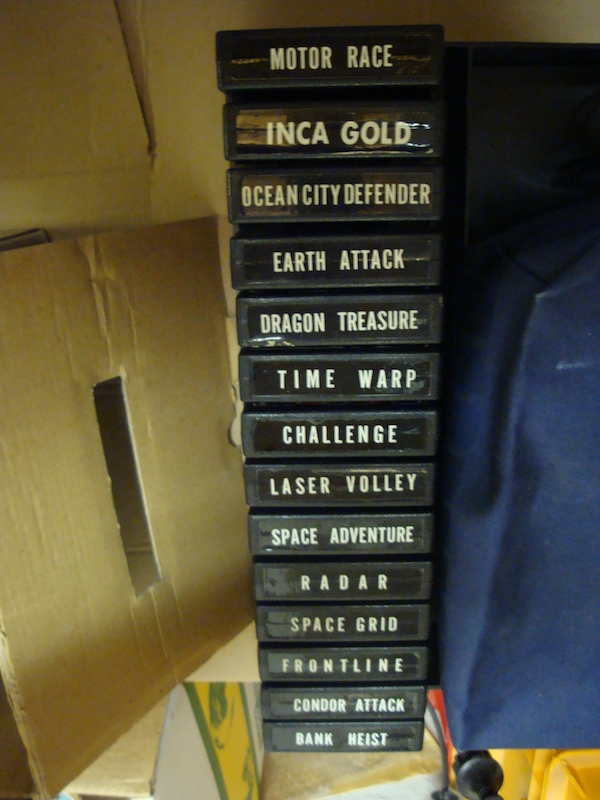 MOTOR RACE
INCA GOLD
OCEAN CITY DEFENDER
EARTH ATTACK
DRAGON TREASURE
TIME WARP
CHALLENGE
LASER VOLLEY
SPACE ADVENTURE
RADAR
SPACE GRID
FRONTLINE
CONDOR ATTACK
BANK HEIST